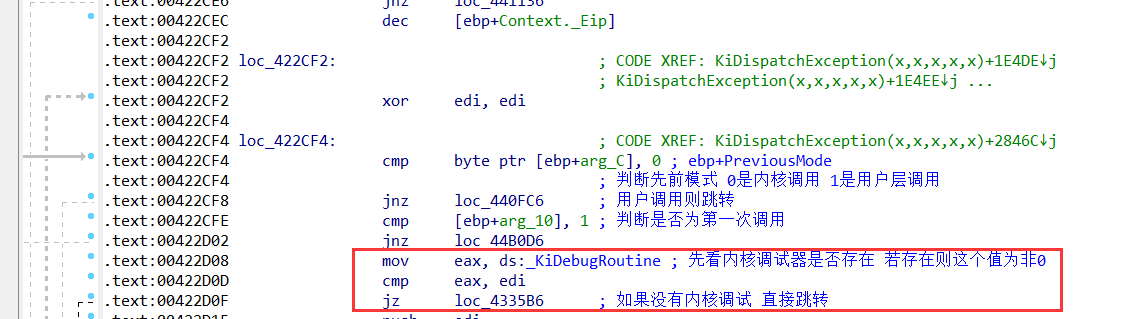 .text:00422CE6 jnz loc_441136
.text:00422CEC dec [ebp+Context._Eip]
.text:00422CF2
.text:00422CF2 loc_422CF2: ; CODE XREF: KiDispatchException(x,x,x,x,x)+1E4DE↓j
.text:00422CF2 ; KiDispatchException(x,x,x,x,x)+1E4EE↓j ...
.text:00422CF2 xor edi, edi
.text:00422CF4
.text:00422CF4 loc_422CF4: ; CODE XREF: KiDispatchException(x,x,x,x,x)+2846C↓j
.text:00422CF4 cmp byte ptr [ebp+arg_C], 0 ; ebp+PreviousMode
.text:00422CF4 ; 判断先前模式 0是内核调用 1是用户层调用
.text:00422CF8 jnz loc_440FC6 ; 用户调用则跳转
.text:00422CFE cmp [ebp+arg_10], 1 ; 判断是否为第一次调用
.text:00422D02 jnz loc_44B0D6
.text:00422D08 mov eax, ds:_KiDebugRoutine ; 先看内核调试器是否存在 若存在则这个值为非0
.text:00422D0D cmp eax, edi
.text:00422D0F jz loc_4335B6 ; 如果没有内核调试 直接跳转